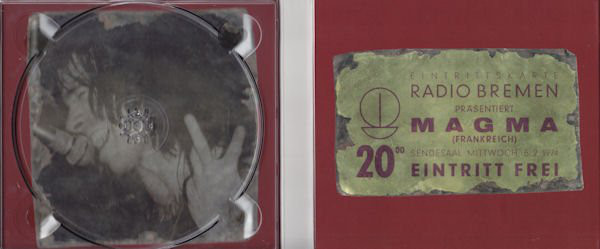 EINTRITTSKARTE
RADIO BREMEN
PRÄSENTIERT
MAGMA
(FRANKREICH)
20⁰⁰
SENDESAAL MITTWOCH 6.2.1974
EINTRITT FREI